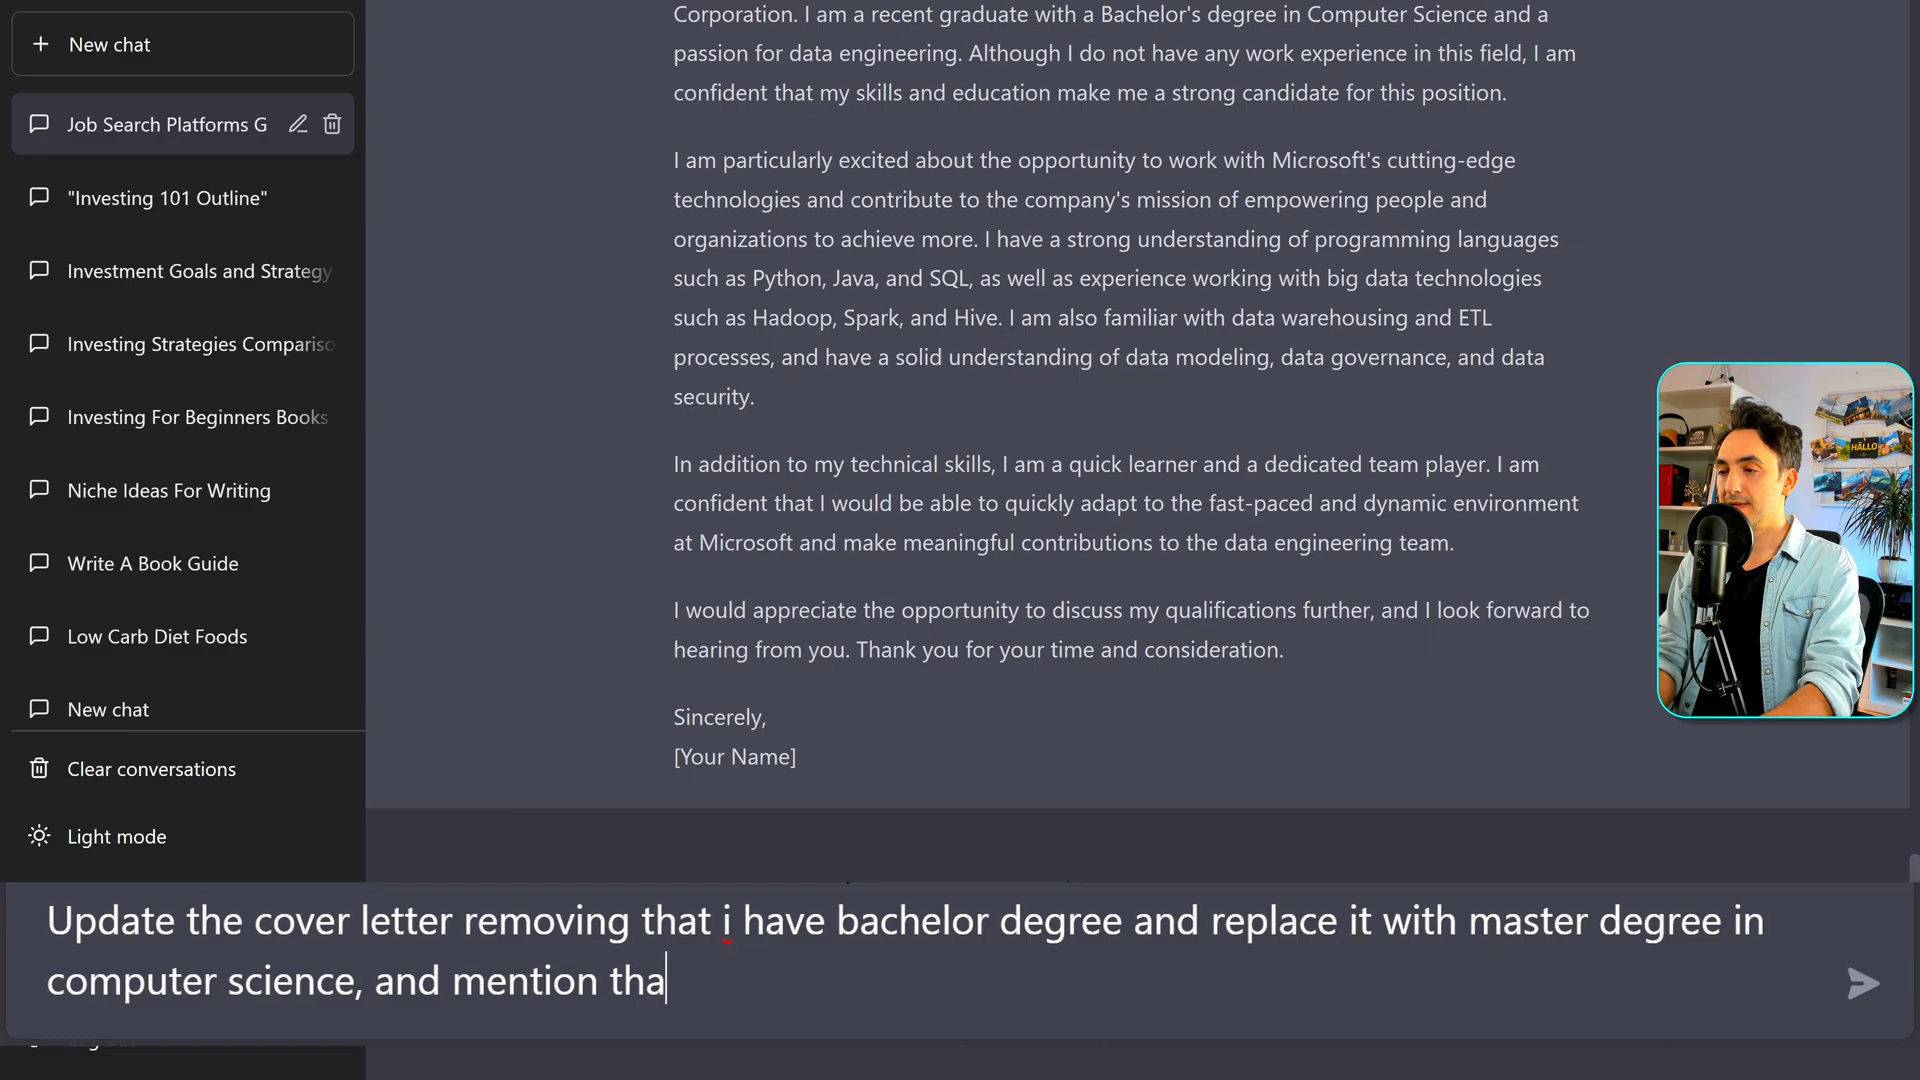 New chat
Job Search Platforms G
"Investing 101 Outline"
Investment Goals and Strategy
Investing Strategies Compariso
Investing For Beginners Books
Niche Ideas For Writing
Write A Book Guide
Low Carb Diet Foods
New chat
Clear conversations
Light mode
Corporation. I am a recent graduate with a Bachelor's degree in Computer Science and a
passion for data engineering. Although I do not have any work experience in this field, I am
confident that my skills and education make me a strong candidate for this position.
I am particularly excited about the opportunity to work with Microsoft's cutting-edge
technologies and contribute to the company's mission of empowering people and
organizations to achieve more. I have a strong understanding of programming languages
such as Python, Java, and SQL, as well as experience working with big data technologies
such as Hadoop, Spark, and Hive. I am also familiar with data warehousing and ETL
processes, and have a solid understanding of data modeling, data governance, and data
security.
In addition to my technical skills, I am a quick learner and a dedicated team player. I am
confident that I would be able to quickly adapt to the fast-paced and dynamic environment
at Microsoft and make meaningful contributions to the data engineering team.
I would appreciate the opportunity to discuss my qualifications further, and I look forward to
hearing from you. Thank you for your time and consideration.
Sincerely,
[Your Name]
HALLO
Update the cover letter removing that i have bachelor degree and replace it with master degree in
computer science, and mention tha